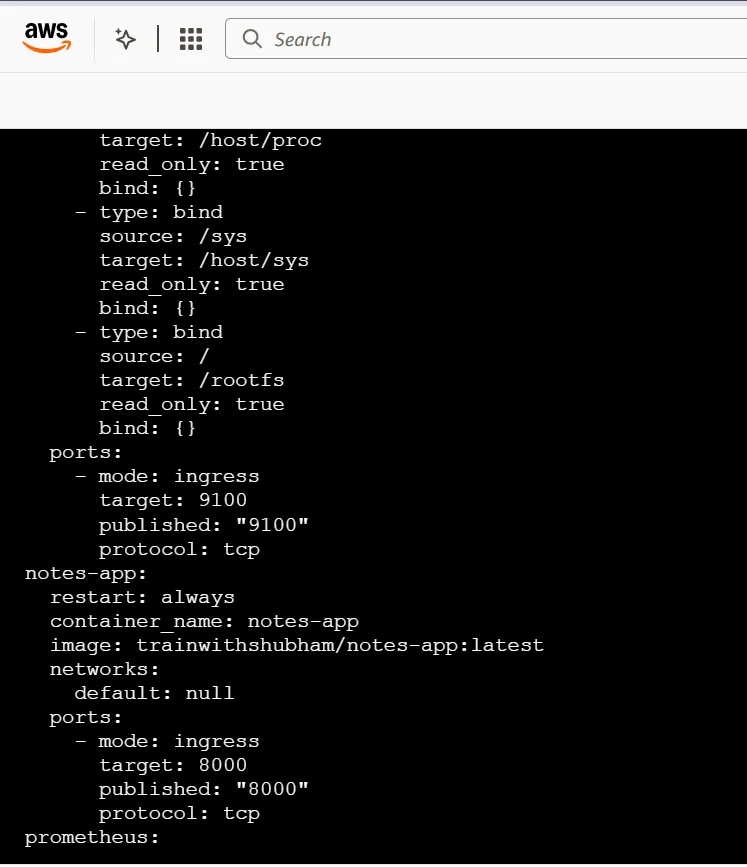 aws
Search
target: /host/proc
read_only: true
bind: {}
- type: bind
source: /sys
target: /host/sys
read_only: true
bind: {}
- type: bind
source: /
target: /rootfs
read_only: true
bind: {}
ports:
- mode: ingress
target: 9100
published: "9100"
protocol: tcp
notes-app:
restart: always
container_name: notes-app
image: trainwithshubham/notes-app:latest
networks:
default: null
ports:
- mode: ingress
target: 8000
published: "8000"
protocol: tcp
prometheus: